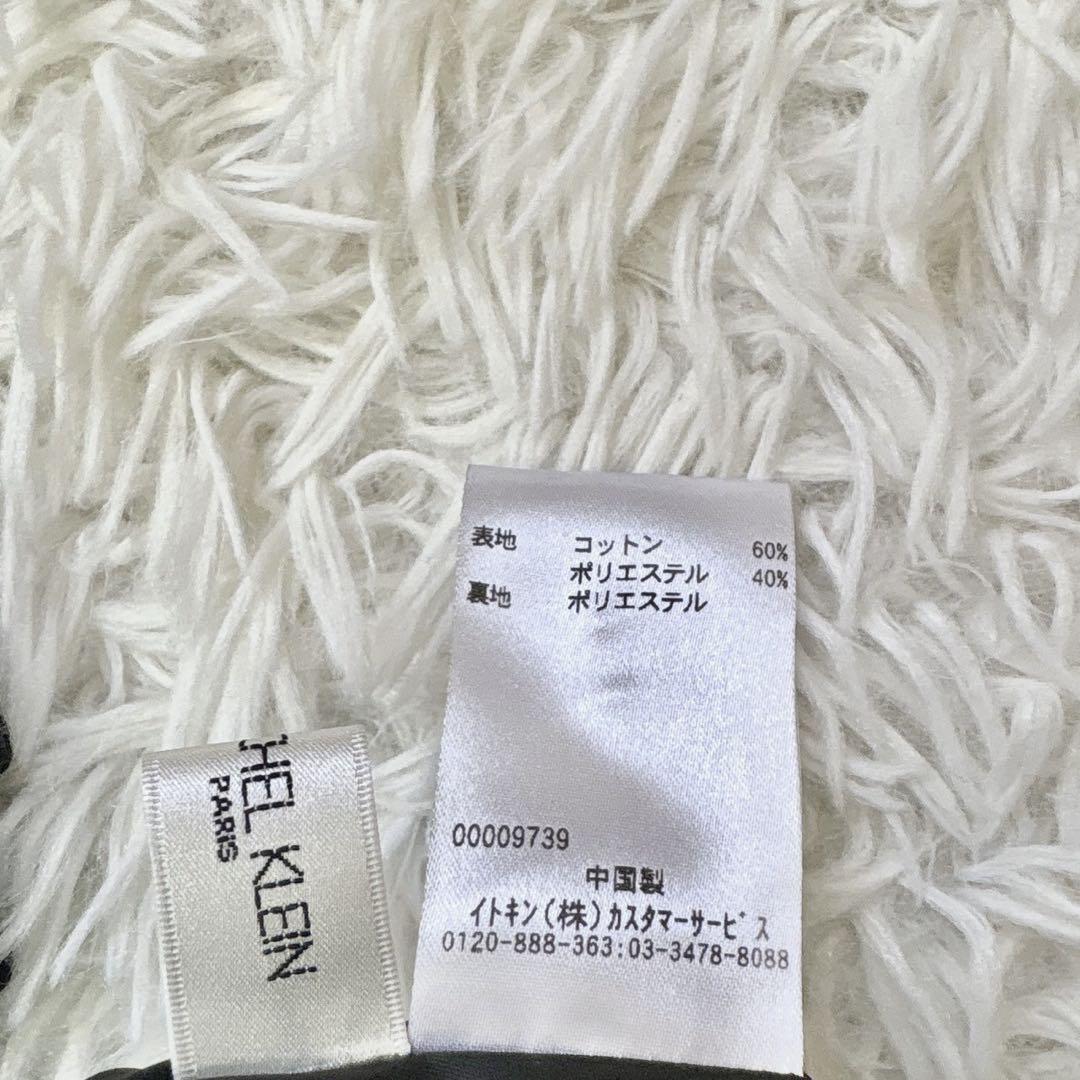 表地 コットン 60%
ポリエステル 40%
裏地 ポリエステル
00009739
中国製
イトキン(株)カスタマーサービス
0120-888-363:03-3478-8088
HEL KLEIN
PARIS